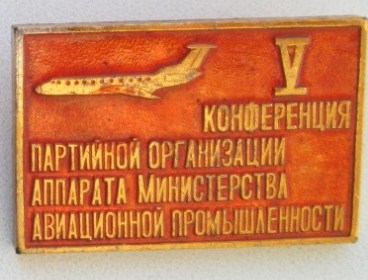 V
КОНФЕРЕНЦИЯ
ПАРТИЙНОЙ ОРГАНИЗАЦИИ
АППАРАТА МИНИСТЕРСТВА
АВИАЦИОННОЙ ПРОМЫШЛЕННОСТИ